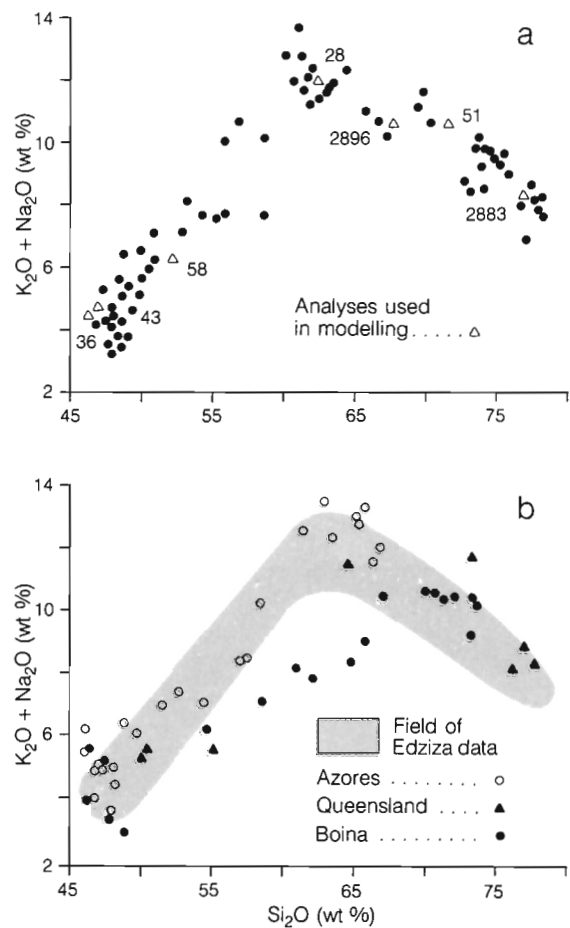 a
14
10
6
2
K₂O + Na₂O (wt %)
28
51
2896
2883
58
43
36
Analyses used
in modelling ..... △
45 55 65 75
b
14
10
6
2
K₂O + Na₂O (wt %)
Field of
Edziza data
Azores ........ ○
Queensland .... ▲
Boina ......... ●
45 55 65 75
Si₂O (wt %)